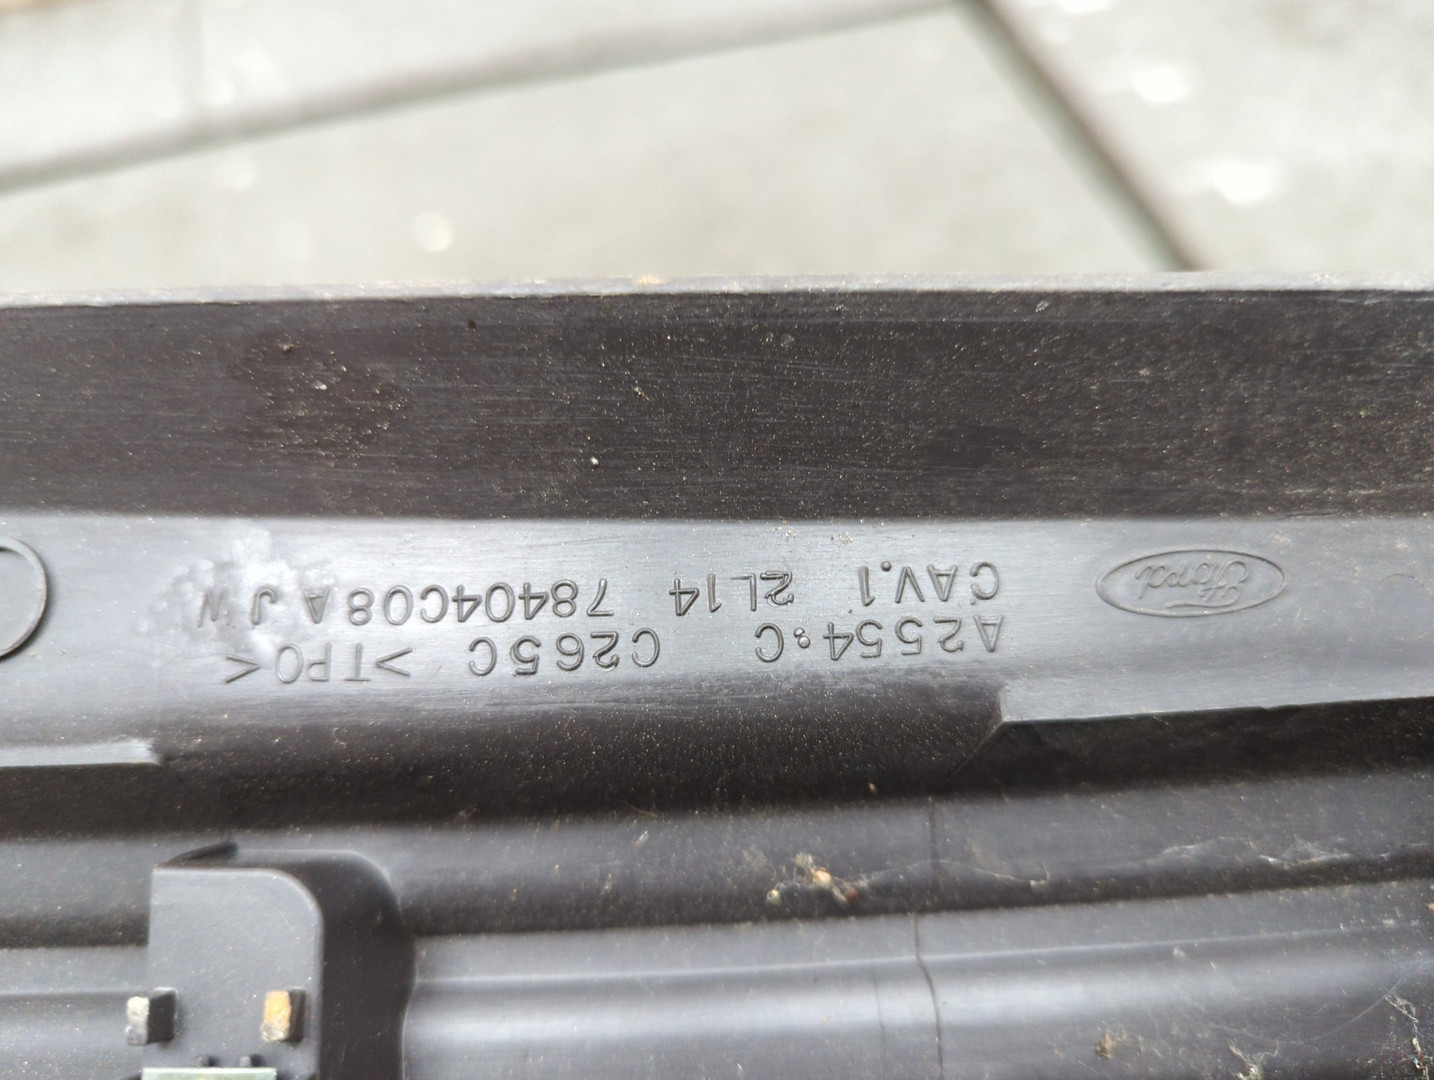 Ford
CAV.1 2L14 78404C08AJW
A2554•C C265C >TPO<